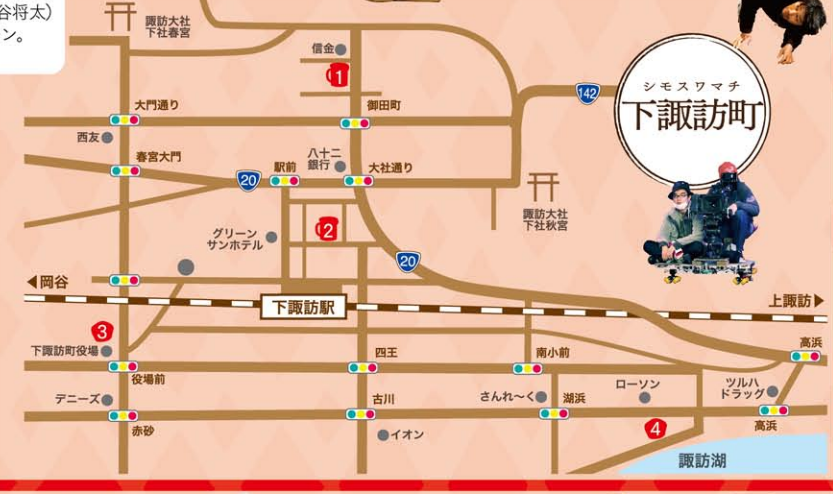 谷将太)
ン。
諏訪大社
下社春宮
信金
1
142
シモスワマチ
下諏訪町
大門通り
御田町
西友
春宮大門
八十二
銀行
駅前
大社通り
20
諏訪大社
下社秋宮
グリーン
サンホテル
2
20
◀岡谷
下諏訪駅
上諏訪▶
3
下諏訪町役場
役場前
四王
南小前
高浜
デニーズ
赤砂
古川
イオン
さんれ〜く
湖浜
ローソン
ツルハ
ドラッグ
4
高浜
諏訪湖